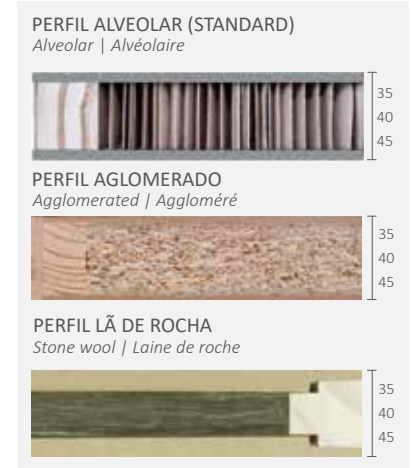 PERFIL ALVEOLAR (STANDARD)
Alveolar | Alvéolaire
35
40
45
PERFIL AGLOMERADO
Agglomerated | Aggloméré
35
40
45
PERFIL LÃ DE ROCHA
Stone wool | Laine de roche
35
40
45